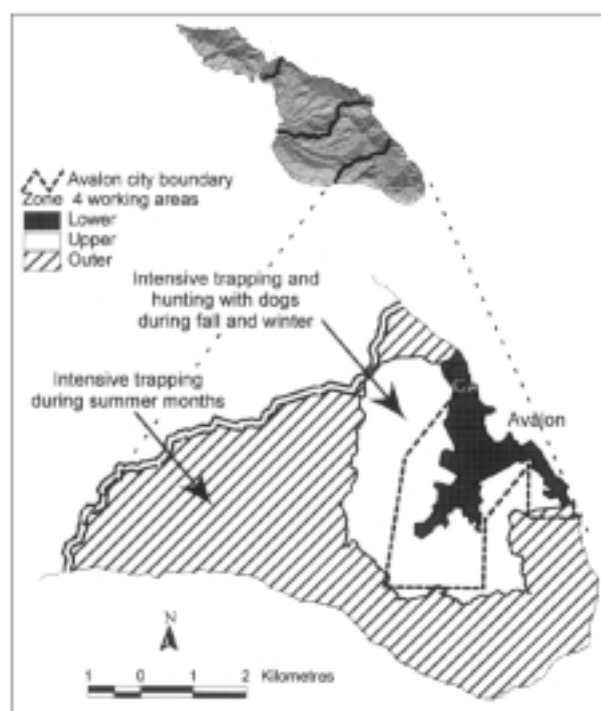 Avalon city boundary
Zone 4 working areas
Lower
Upper
Outer
Intensive trapping and
hunting with dogs
during fall and winter
Intensive trapping
during summer months
Avalon
N
1 0 1 2 Kilometres